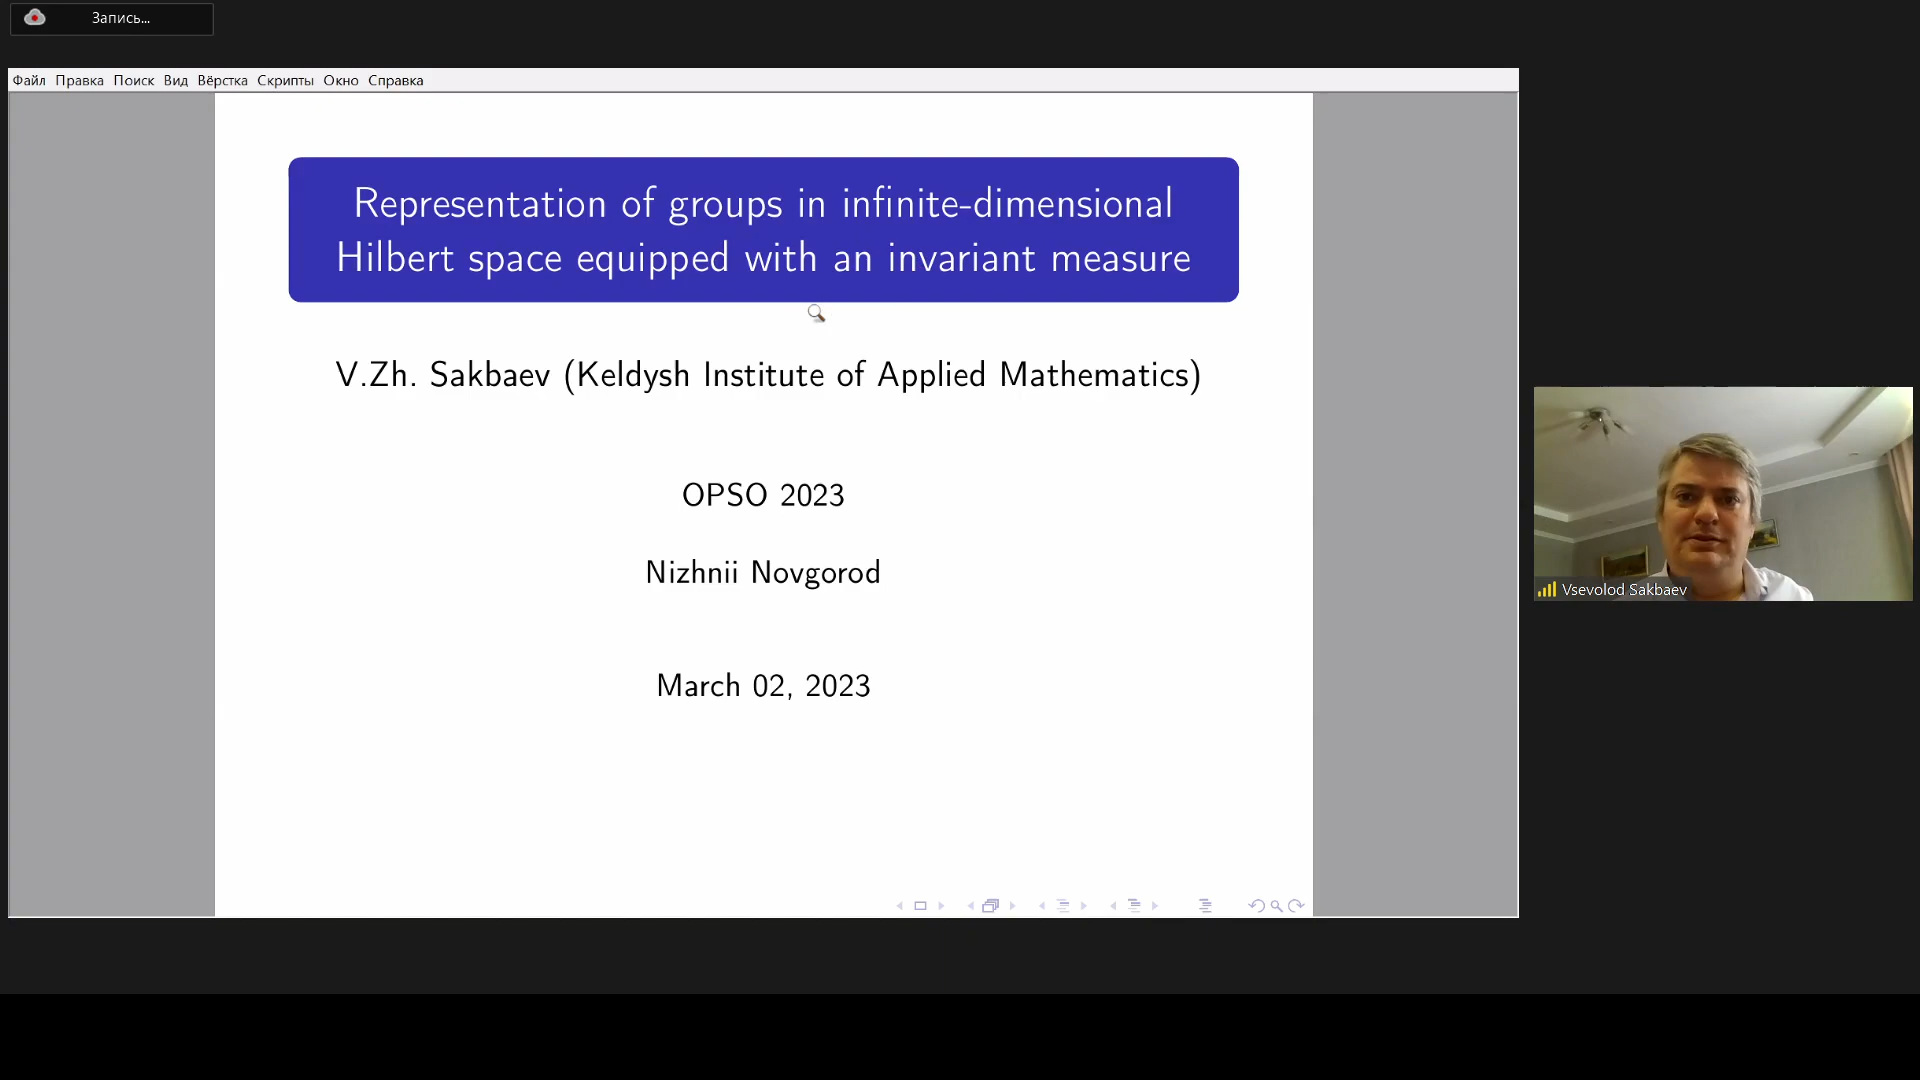 Запись...
Файл Правка Поиск Вид Вёрстка Скрипты Окно Справка
Representation of groups in infinite-dimensional
Hilbert space equipped with an invariant measure
V.Zh. Sakbaev (Keldysh Institute of Applied Mathematics)
OPSO 2023
Nizhnii Novgorod
March 02, 2023
Vsevolod Sakbaev